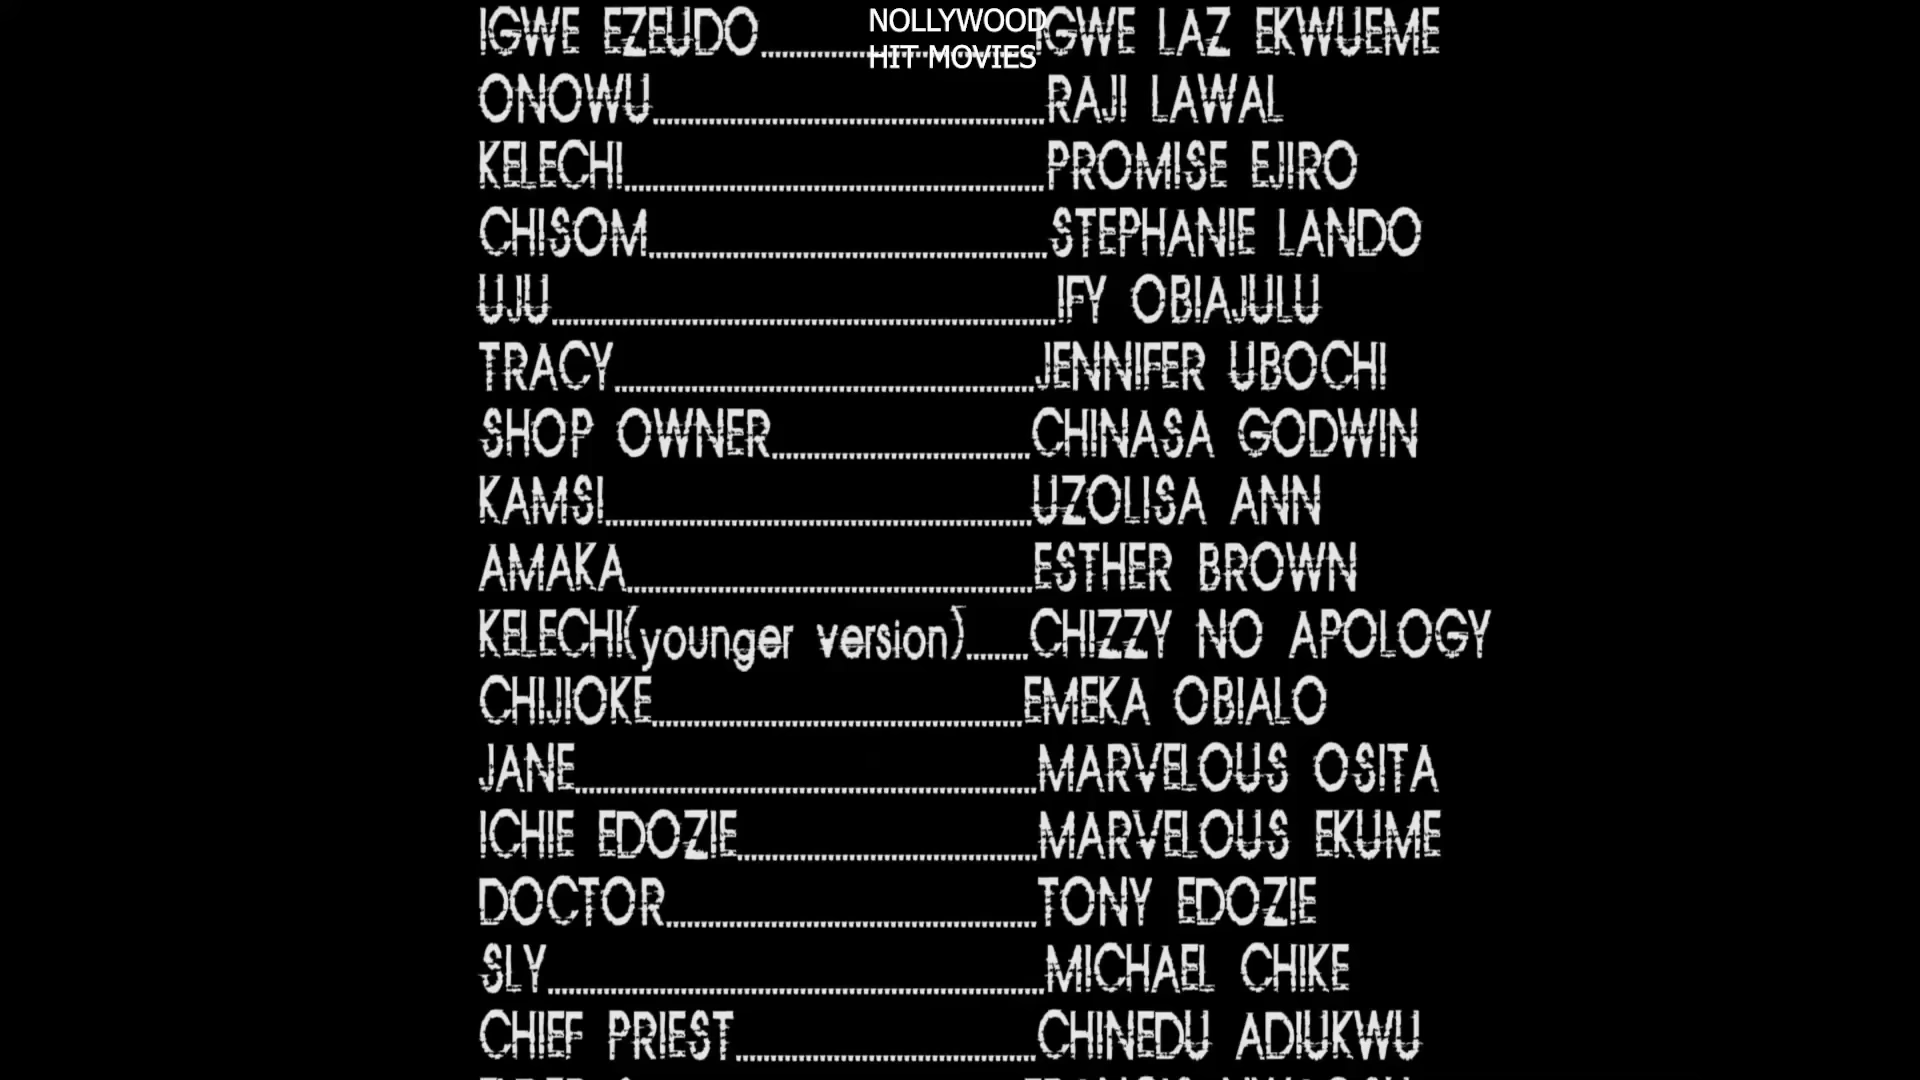 NOLLYWOOD
HIT MOVIES
IGWE EZEUDO..........................IGWE LAZ EKWUEME
ONOWU..........................RAJI LAWAL
KELECHI..........................PROMISE EJIRO
CHISOM..........................STEPHANIE LANDO
UJU..........................IFY OBIAJULU
TRACY..........................JENNIFER UBOCHI
SHOP OWNER..........................CHINASA GODWIN
KAMSI..........................UZOLISA ANN
AMAKA..........................ESTHER BROWN
KELECHI(younger version).........CHIZZY NO APOLOGY
CHIJIOKE..........................EMEKA OBIALO
JANE..........................MARVELOUS OSITA
ICHIE EDOZIE..........................MARVELOUS EKUME
DOCTOR..........................TONY EDOZIE
SLY..........................MICHAEL CHIKE
CHIEF PRIEST..........................CHINEDU ADIUKWU